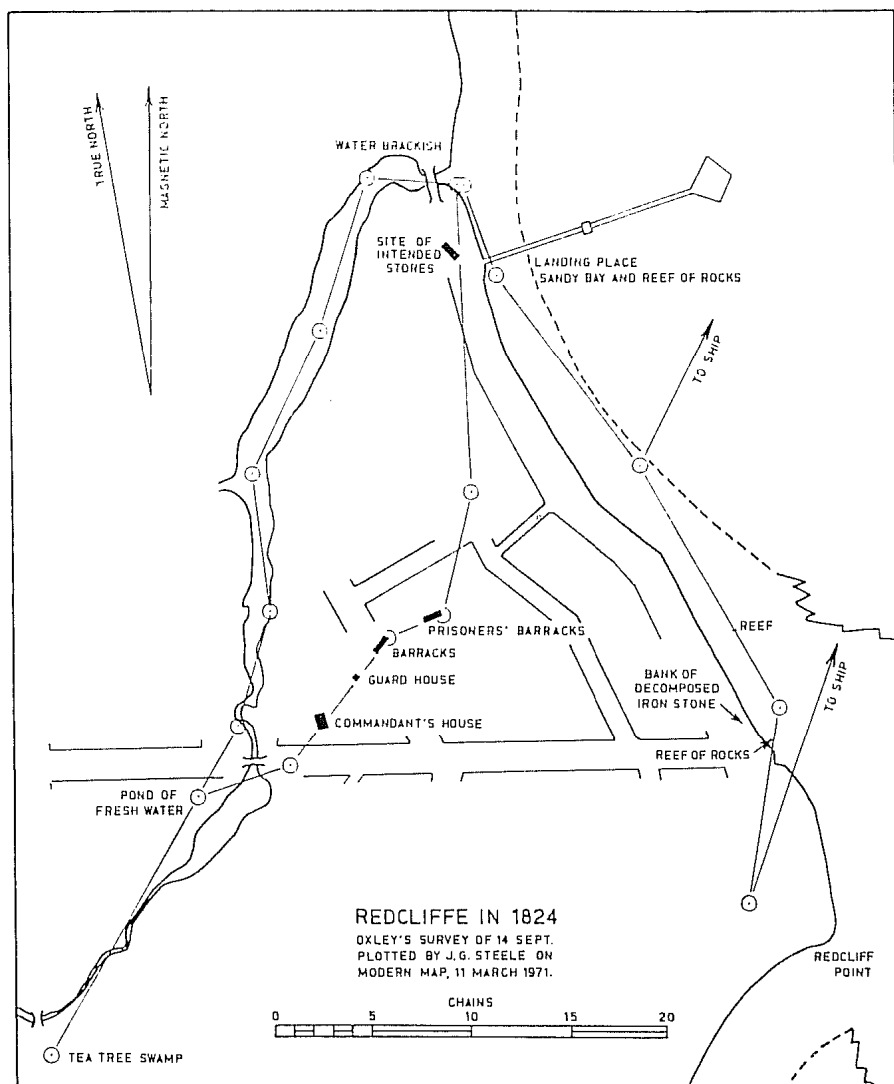 WATER BRACKISH
TRUE NORTH
MAGNETIC NORTH
SITE OF
INTENDED
STORES
LANDING PLACE
SANDY BAY AND REEF OF ROCKS
TO SHIP
PRISONERS' BARRACKS
BARRACKS
REEF
GUARD HOUSE
BANK OF
DECOMPOSED
IRON STONE
TO SHIP
COMMANDANT'S HOUSE
REEF OF ROCKS
POND OF
FRESH WATER
REDCLIFFE IN 1824
OXLEY'S SURVEY OF 14 SEPT.
PLOTTED BY J.G. STEELE ON
MODERN MAP, 11 MARCH 1971.
REDCLIFF
POINT
CHAINS
0 5 10 15 20
TEA TREE SWAMP